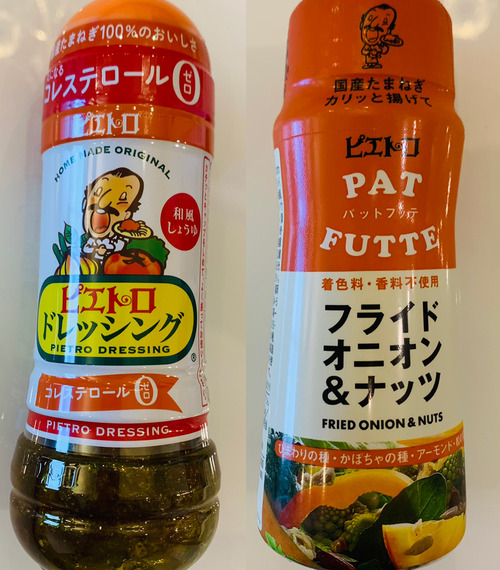 国産たまねぎ100%のおいしさ
コレステロール0
ゼロ
ピエトロ
HOME MADE ORIGINAL
和風
しょうゆ
ピエトロ
ドレッシング
PIETRO DRESSING
®
コレステロール0
ゼロ
PIETRO DRESSING
国産たまねぎ
カリッと揚げて
ピエトロ
PAT
パットフッテ
FUTTE
着色料・香料不使用
フライド
オニオン
&ナッツ
FRIED ONION & NUTS
ひまわりの種・かぼちゃの種・アーモンド